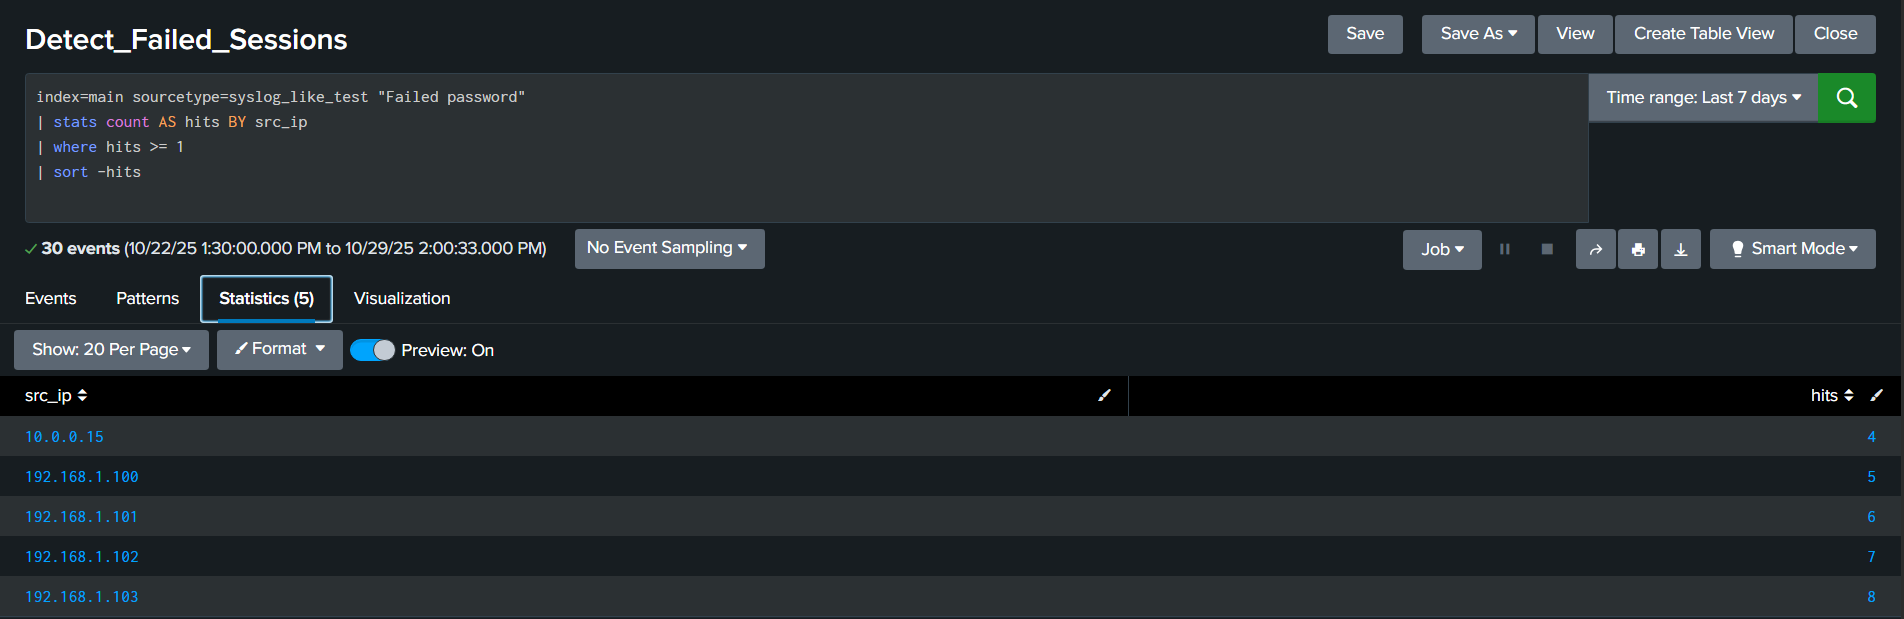 Detect_Failed_Sessions
Save
Save As
View
Create Table View
Close
index=main sourcetype=syslog_like_test "Failed password"
| stats count AS hits BY src_ip
| where hits >= 1
| sort -hits
Time range: Last 7 days
30 events (10/22/25 1:30:00.000 PM to 10/29/25 2:00:33.000 PM)
No Event Sampling
Job
Smart Mode
Events
Patterns
Statistics (5)
Visualization
Show: 20 Per Page
Format
Preview: On
src_ip hits
10.0.0.15 4
192.168.1.100 5
192.168.1.101 6
192.168.1.102 7
192.168.1.103 8